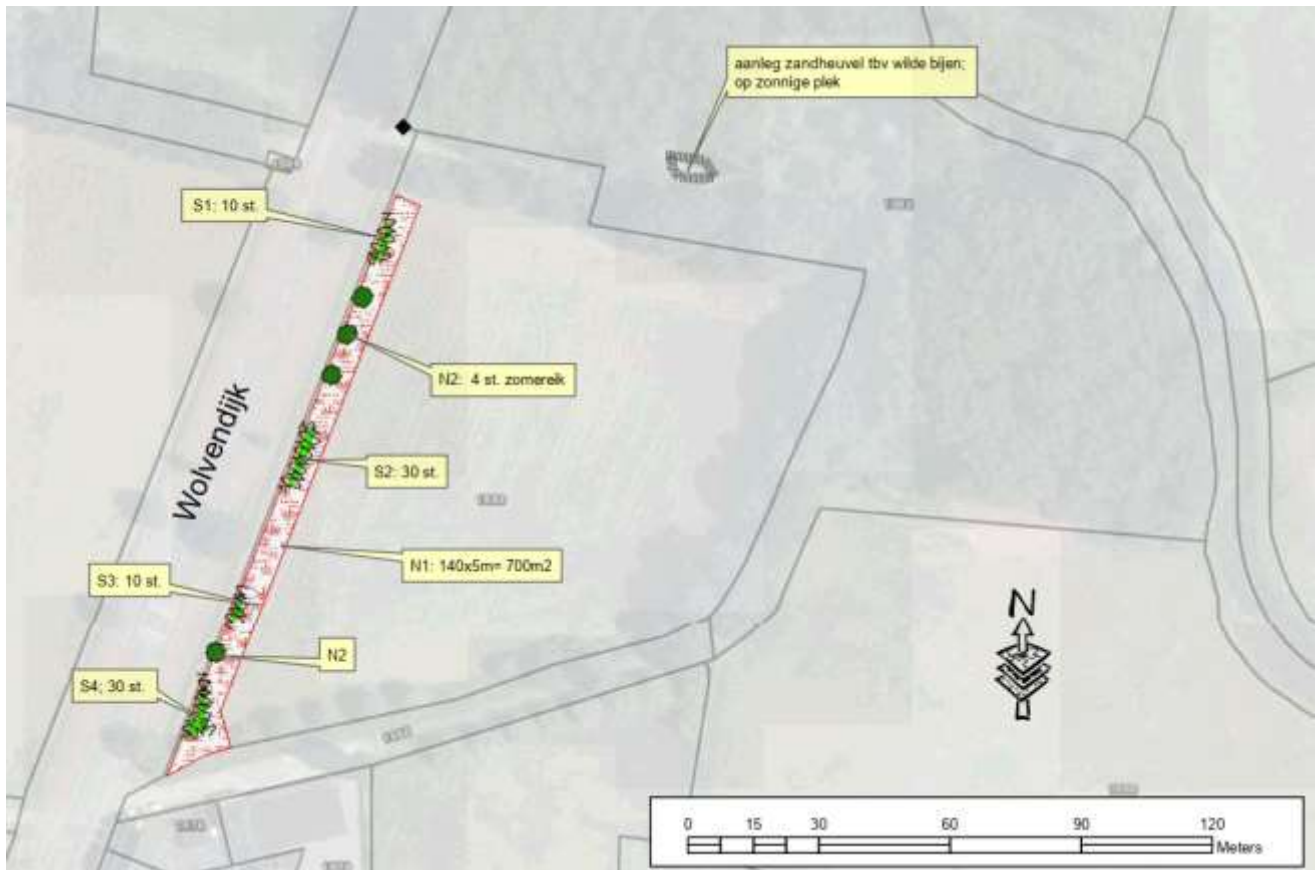 aanleg zandheuvel tbv wilde bijen;
op zonnige plek
S1: 10 st.
N2: 4 st. zomereik
Wolvendijk
S2: 30 st.
N1: 140x5m= 700m2
S3: 10 st.
N2
S4; 30 st.
N
0 15 30 60 90 120
Meters